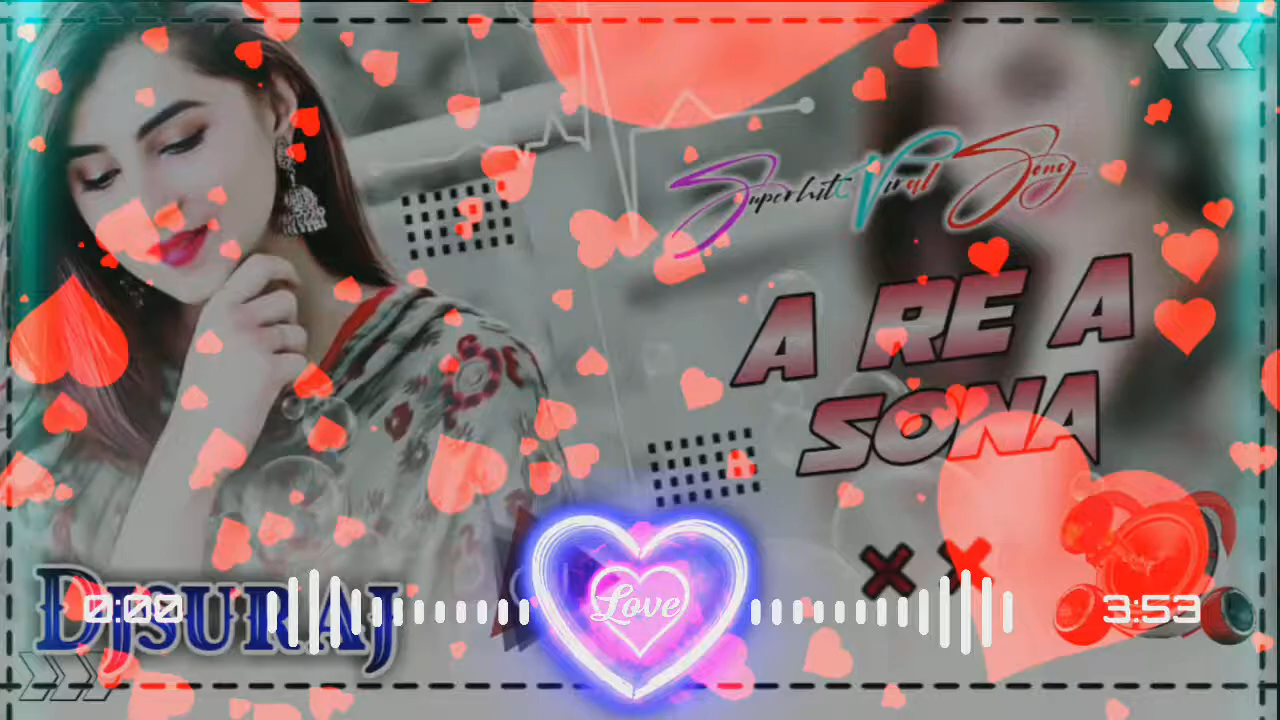 Superhit Viral Song
A RE A
SONA
Love
DJSURAJ
0:00
3:53